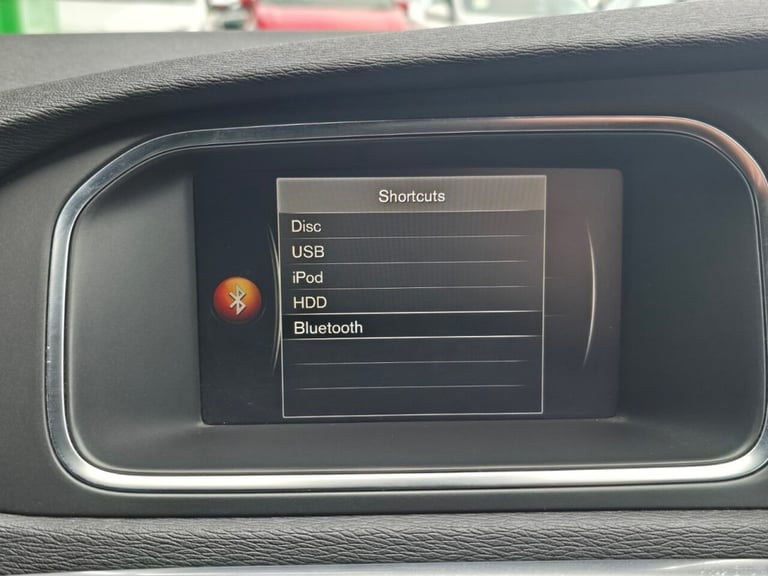 Shortcuts
Disc
USB
iPod
HDD
Bluetooth